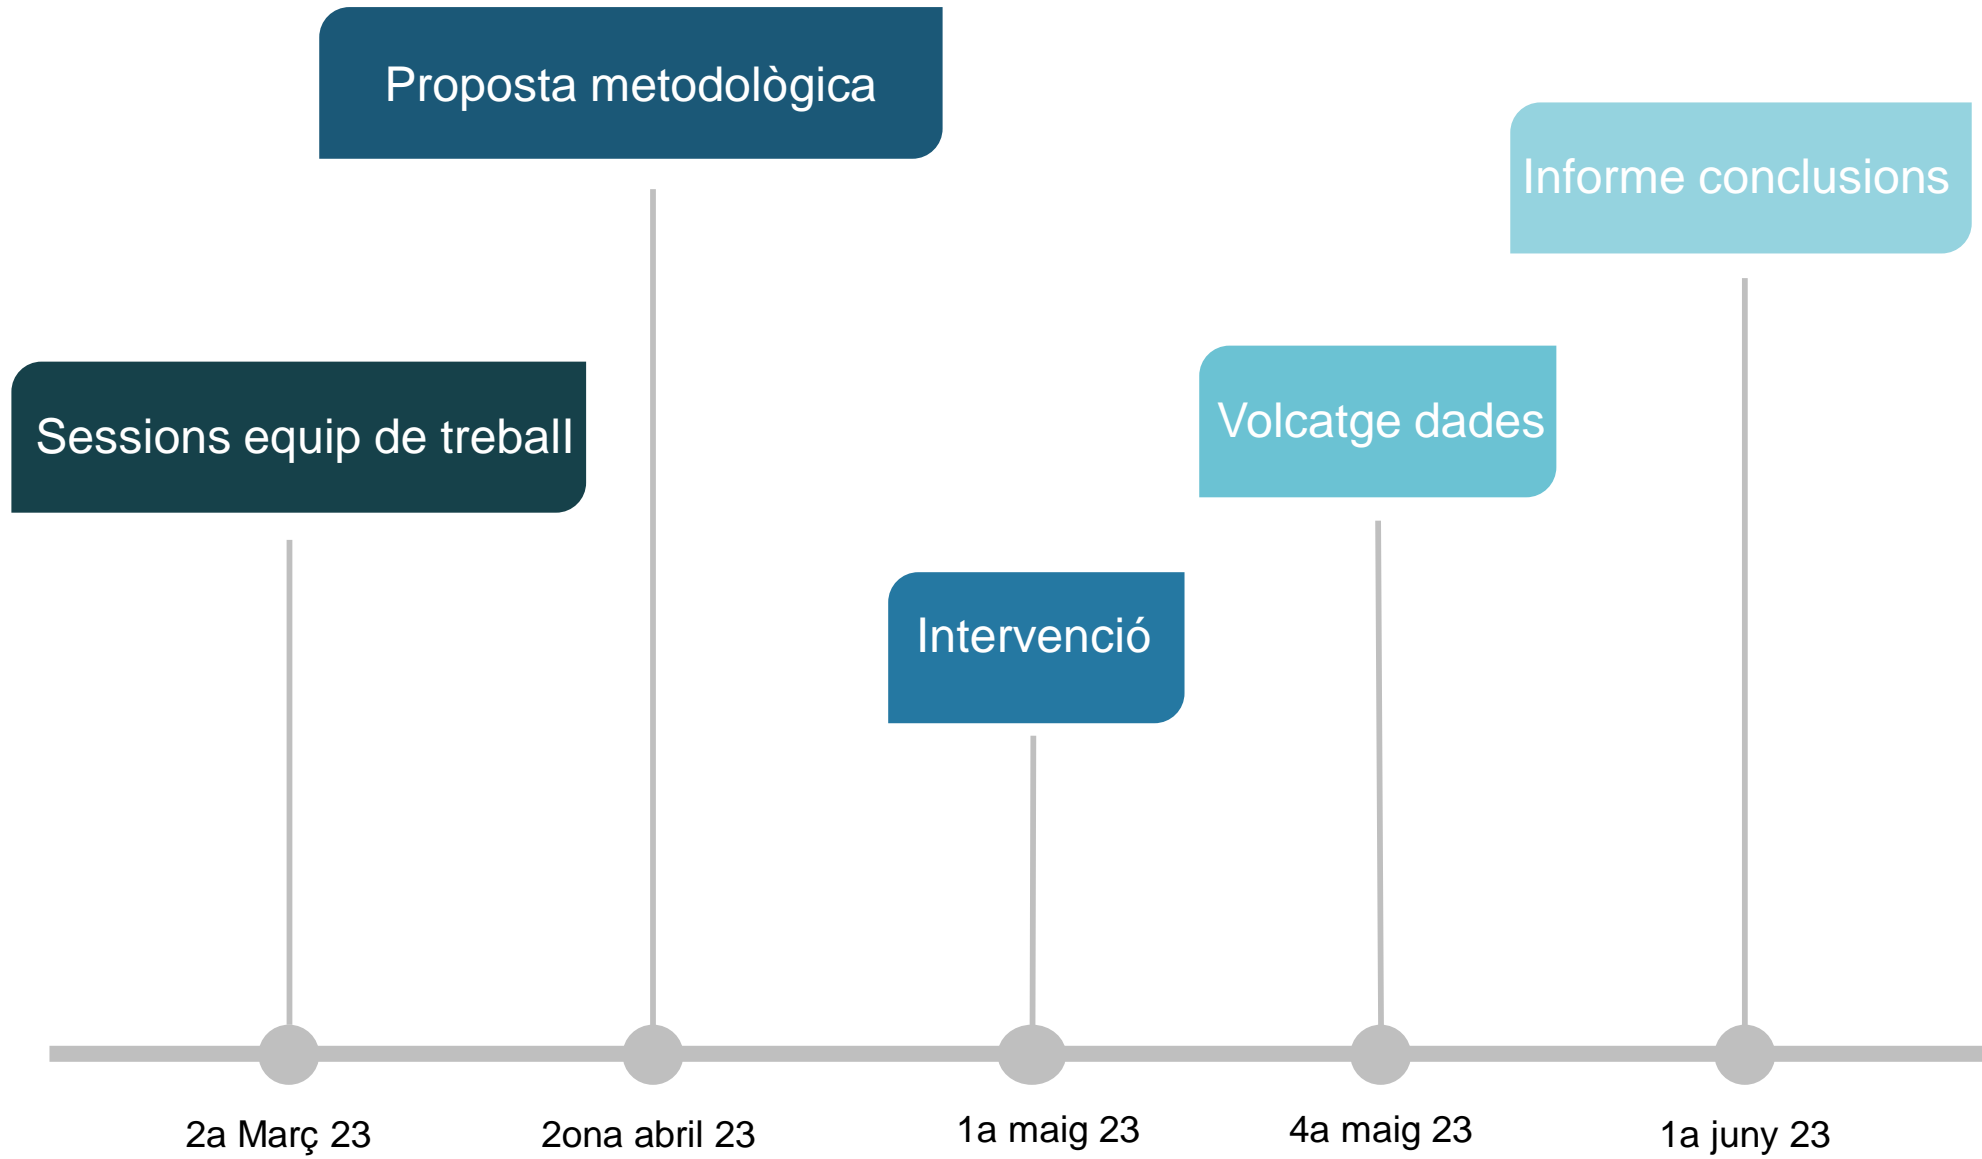 Proposta metodològica
Informe conclusions
Sessions equip de treball
Volcatge dades
Intervenció
2a Març 23
2ona abril 23
1a maig 23
4a maig 23
1a juny 23